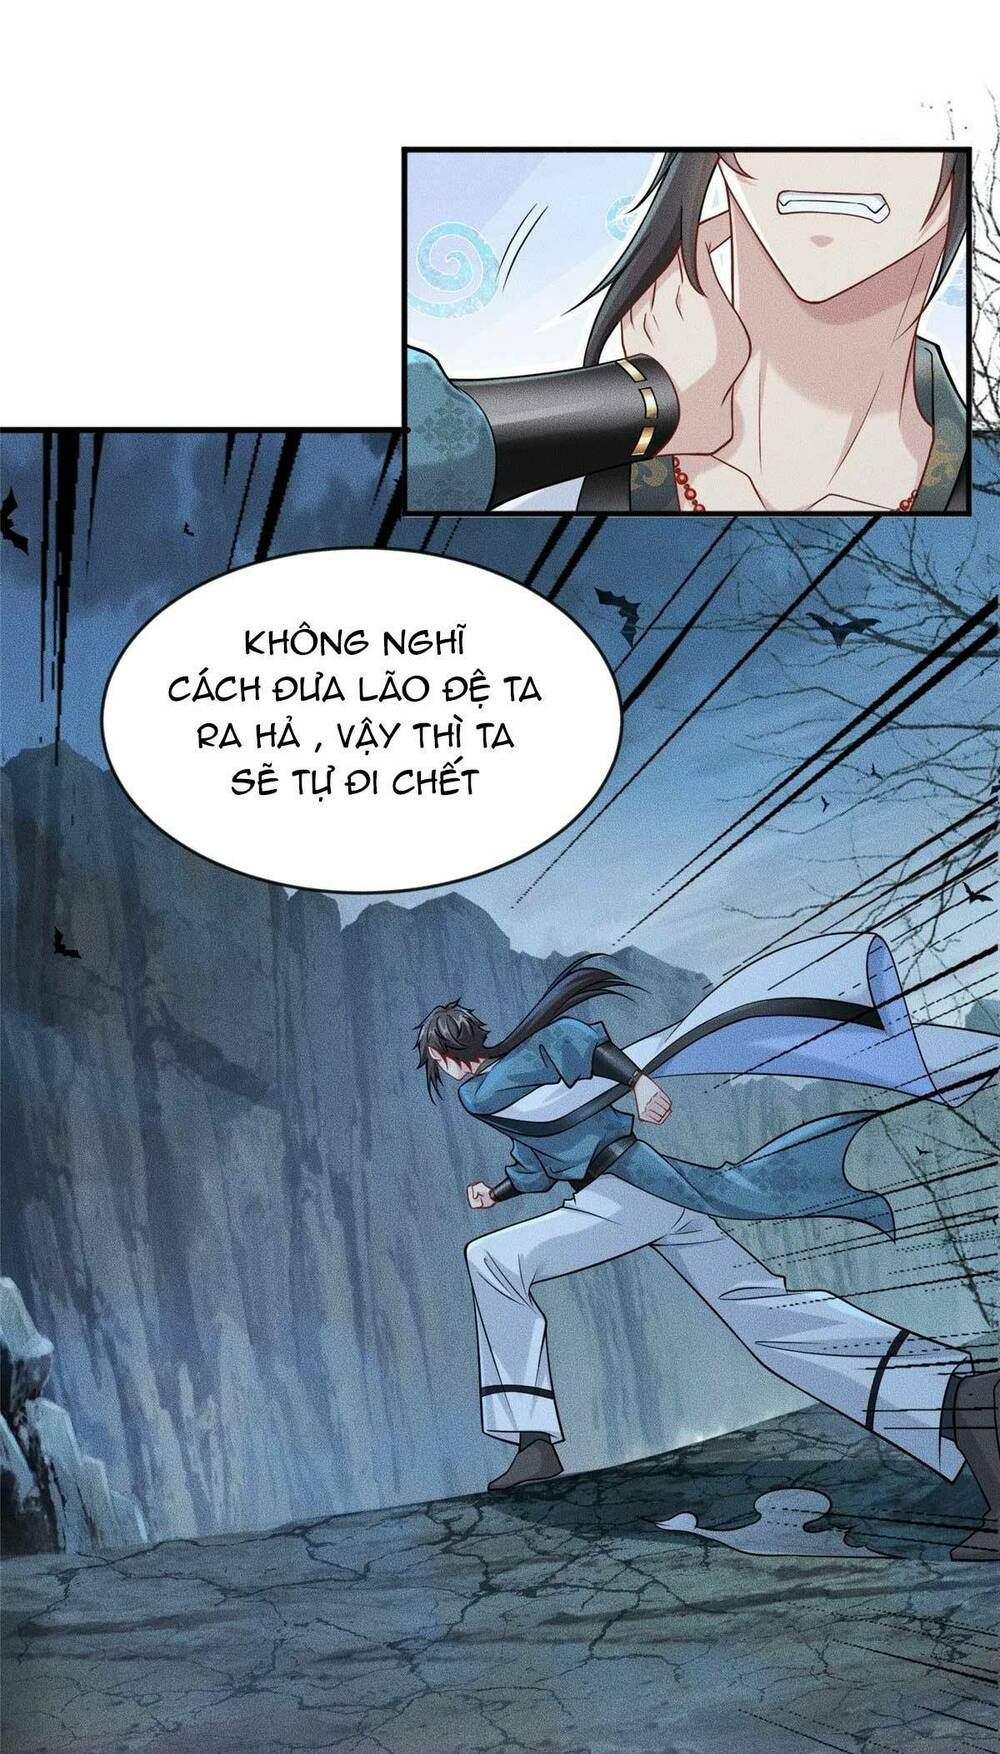 KHÔNG NGHĨ
CÁCH ĐƯA LÃO ĐỆ TA
RA HẢ , VẬY THÌ TA
SẼ TỰ ĐI CHẾT